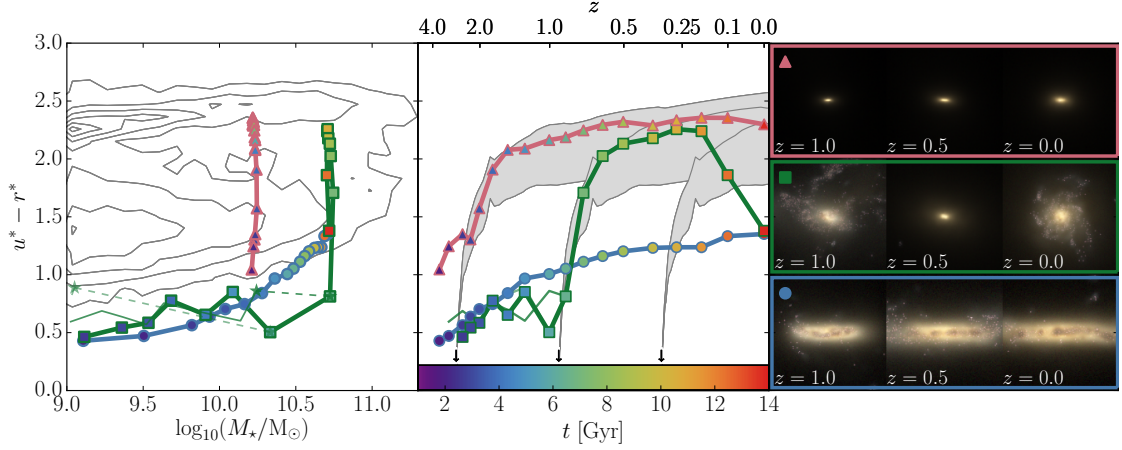 z
4.0 2.0 1.0 0.5 0.25 0.1 0.0
3.0
2.5
2.0
1.5
1.0
0.5
0.0
u* − r*
9.0 9.5 10.0 10.5 11.0
log₁₀(M⋆/M⊙)
2 4 6 8 10 12 14
t [Gyr]
z = 1.0 z = 0.5 z = 0.0
z = 1.0 z = 0.5 z = 0.0
z = 1.0 z = 0.5 z = 0.0